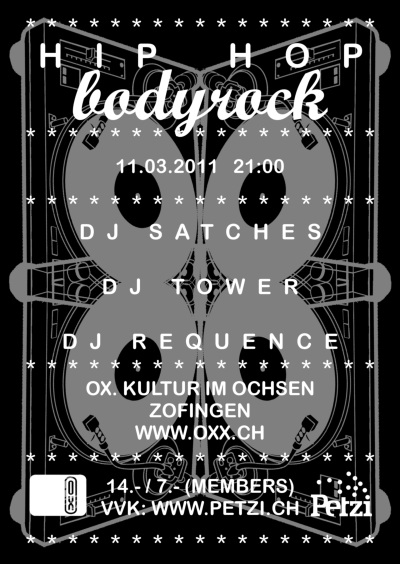 * * * * * * * * * * * * * * * * *
HIP HOP
bodyrock
* * * * * * * * * * * * * * * * *
11.03.2011 21:00
* * * * * * * * * * * * * * * * *
DJ SATCHES
DJ TOWER
DJ REQUENCE
* * * * * * * * * * * * * * * * *
OX. KULTUR IM OCHSEN
ZOFINGEN
WWW.OXX.CH
* * * * * * * * * * * * * * * * *
14.- / 7.- (MEMBERS)
VVK: WWW.PETZI.CH
OX
Petzi
* * * * * * * * * * * * * * * * *